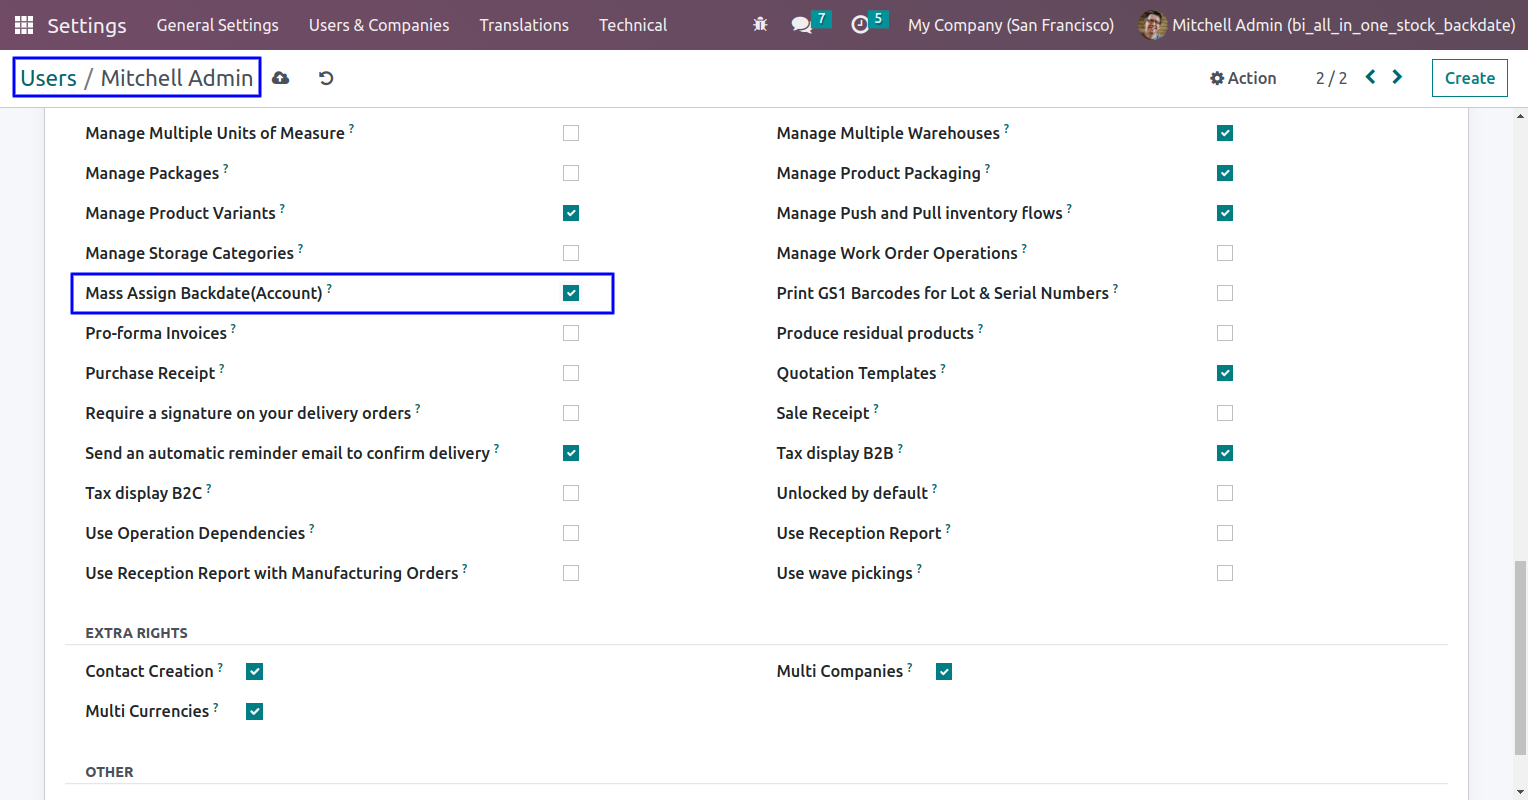 Settings General Settings Users & Companies Translations Technical 7 5 My Company (San Francisco) Mitchell Admin (bi_all_in_one_stock_backdate)
Users / Mitchell Admin Action 2 / 2 Create
Manage Multiple Units of Measure ? Manage Multiple Warehouses ?
Manage Packages ? Manage Product Packaging ?
Manage Product Variants ? Manage Push and Pull inventory flows ?
Manage Storage Categories ? Manage Work Order Operations ?
Mass Assign Backdate(Account) ? Print GS1 Barcodes for Lot & Serial Numbers ?
Pro-forma Invoices ? Produce residual products ?
Purchase Receipt ? Quotation Templates ?
Require a signature on your delivery orders ? Sale Receipt ?
Send an automatic reminder email to confirm delivery ? Tax display B2B ?
Tax display B2C ? Unlocked by default ?
Use Operation Dependencies ? Use Reception Report ?
Use Reception Report with Manufacturing Orders ? Use wave pickings ?
EXTRA RIGHTS
Contact Creation ? Multi Companies ?
Multi Currencies ?
OTHER